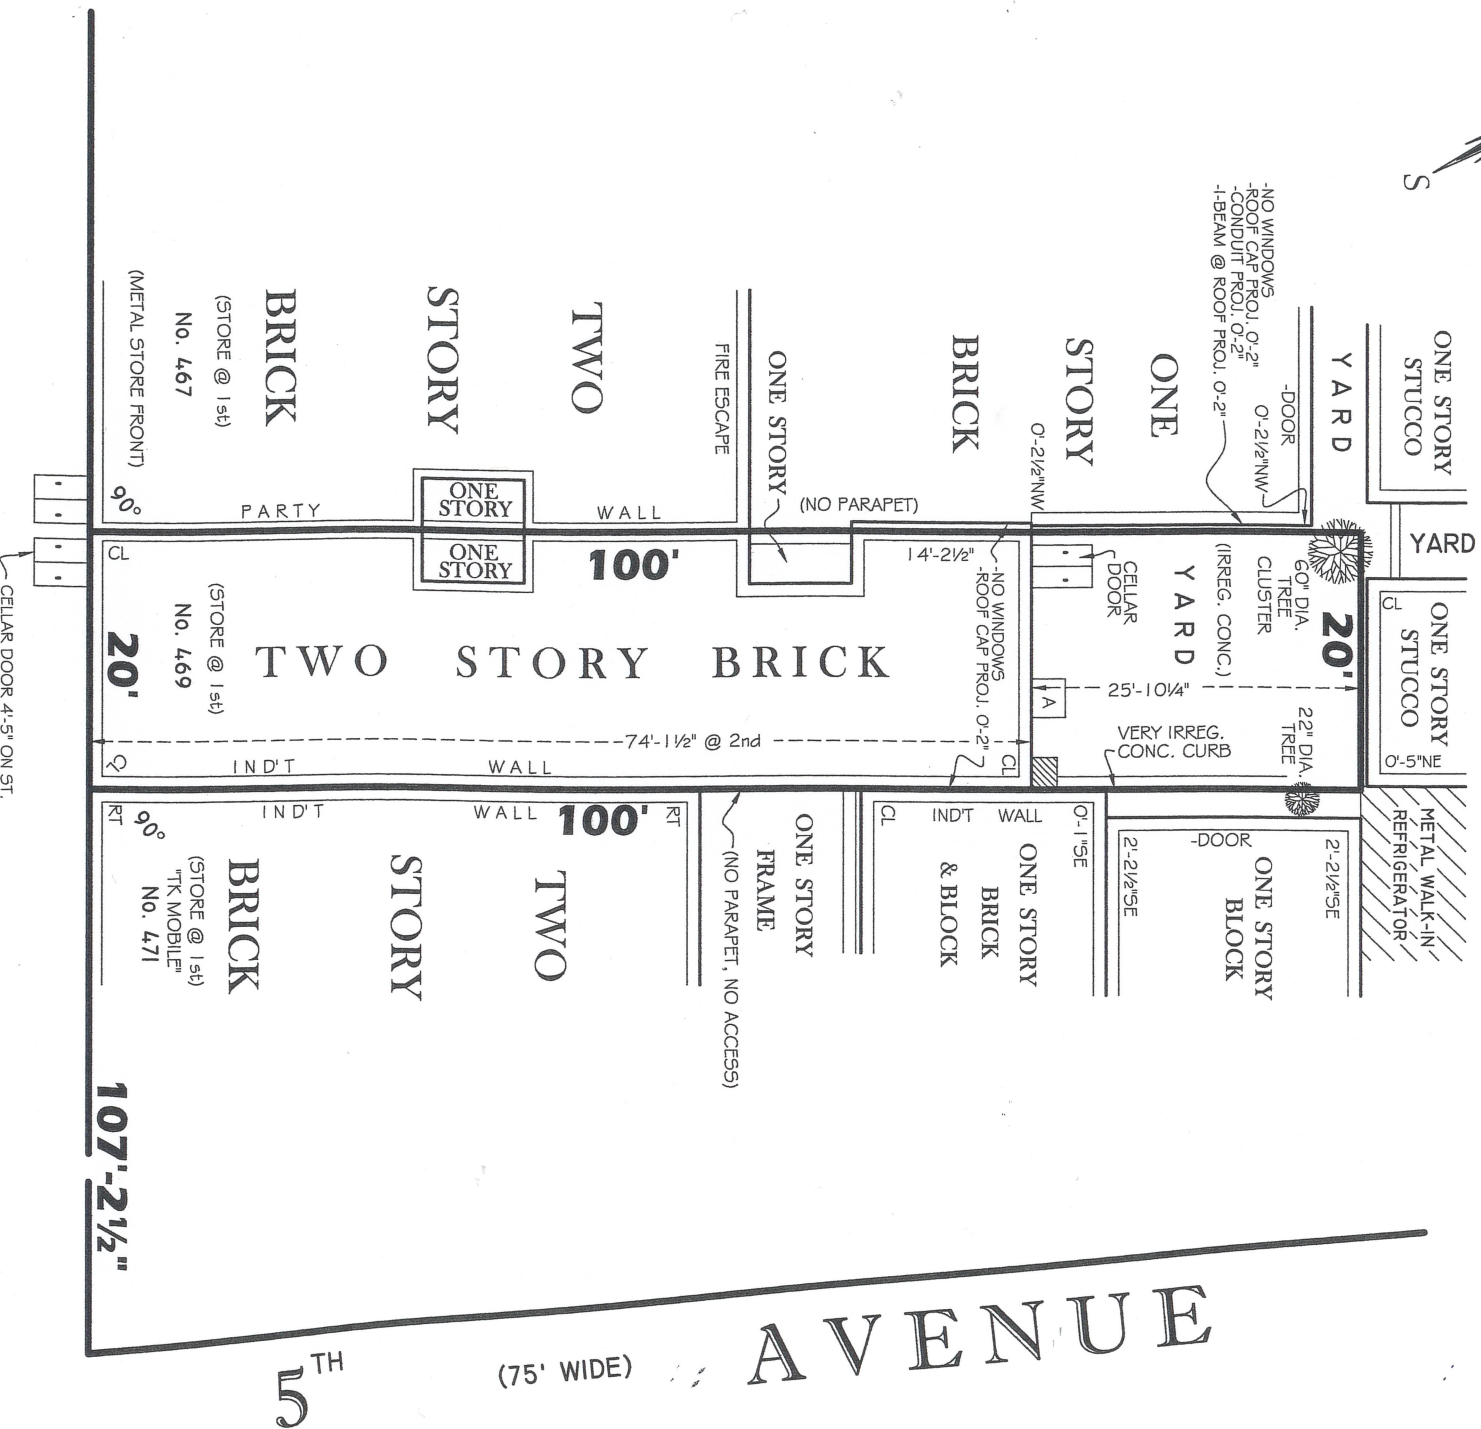 S
ONE STORY
STUCCO
YARD
YARD
-NO WINDOWS
-ROOF CAP PROJ. 0'-2"
-CONDUIT PROJ. 0'-2"
-I-BEAM @ ROOF PROJ. 0'-2"
-DOOR
0'-2½"NW
ONE
STORY
BRICK
0'-2½"NW
ONE STORY
(NO PARAPET)
FIRE ESCAPE
TWO
STORY
BRICK
(STORE @ 1st)
No. 467
(METAL STORE FRONT)
90°
PARTY WALL
ONE
STORY
ONE
STORY
100'
14'-2½"
-NO WINDOWS
-ROOF CAP PROJ. 0'-2"
CELLAR
DOOR
YARD
(IRREG. CONC.)
60" DIA.
TREE
CLUSTER
20'
CL
ONE STORY
STUCCO
0'-5"NE
CL
20'
(STORE @ 1st)
No. 469
TWO STORY BRICK
74'-1½" @ 2nd
25'-10¼"
A
VERY IRREG.
CONC. CURB
22" DIA.
TREE
CL
IND'T WALL
CELLAR DOOR 4'-5" ON ST.
RT
90°
IND'T WALL
100'
RT
(STORE @ 1st)
"TK MOBILE"
No. 471
BRICK
STORY
TWO
(NO PARAPET, NO ACCESS)
ONE STORY
FRAME
CL
IND'T WALL
0'-1"SE
ONE STORY
BRICK
& BLOCK
2'-2½"SE
-DOOR
2'-2½"SE
ONE STORY
BLOCK
METAL WALK-IN
REFRIGERATOR
107'-2½"
5TH (75' WIDE) AVENUE